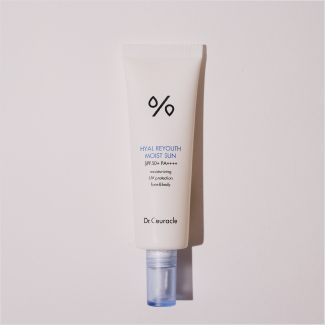 HYAL REYOUTH
MOIST SUN
SPF 50+ PA++++
moisturizing
UV protection
face&body
Dr.Ceuracle